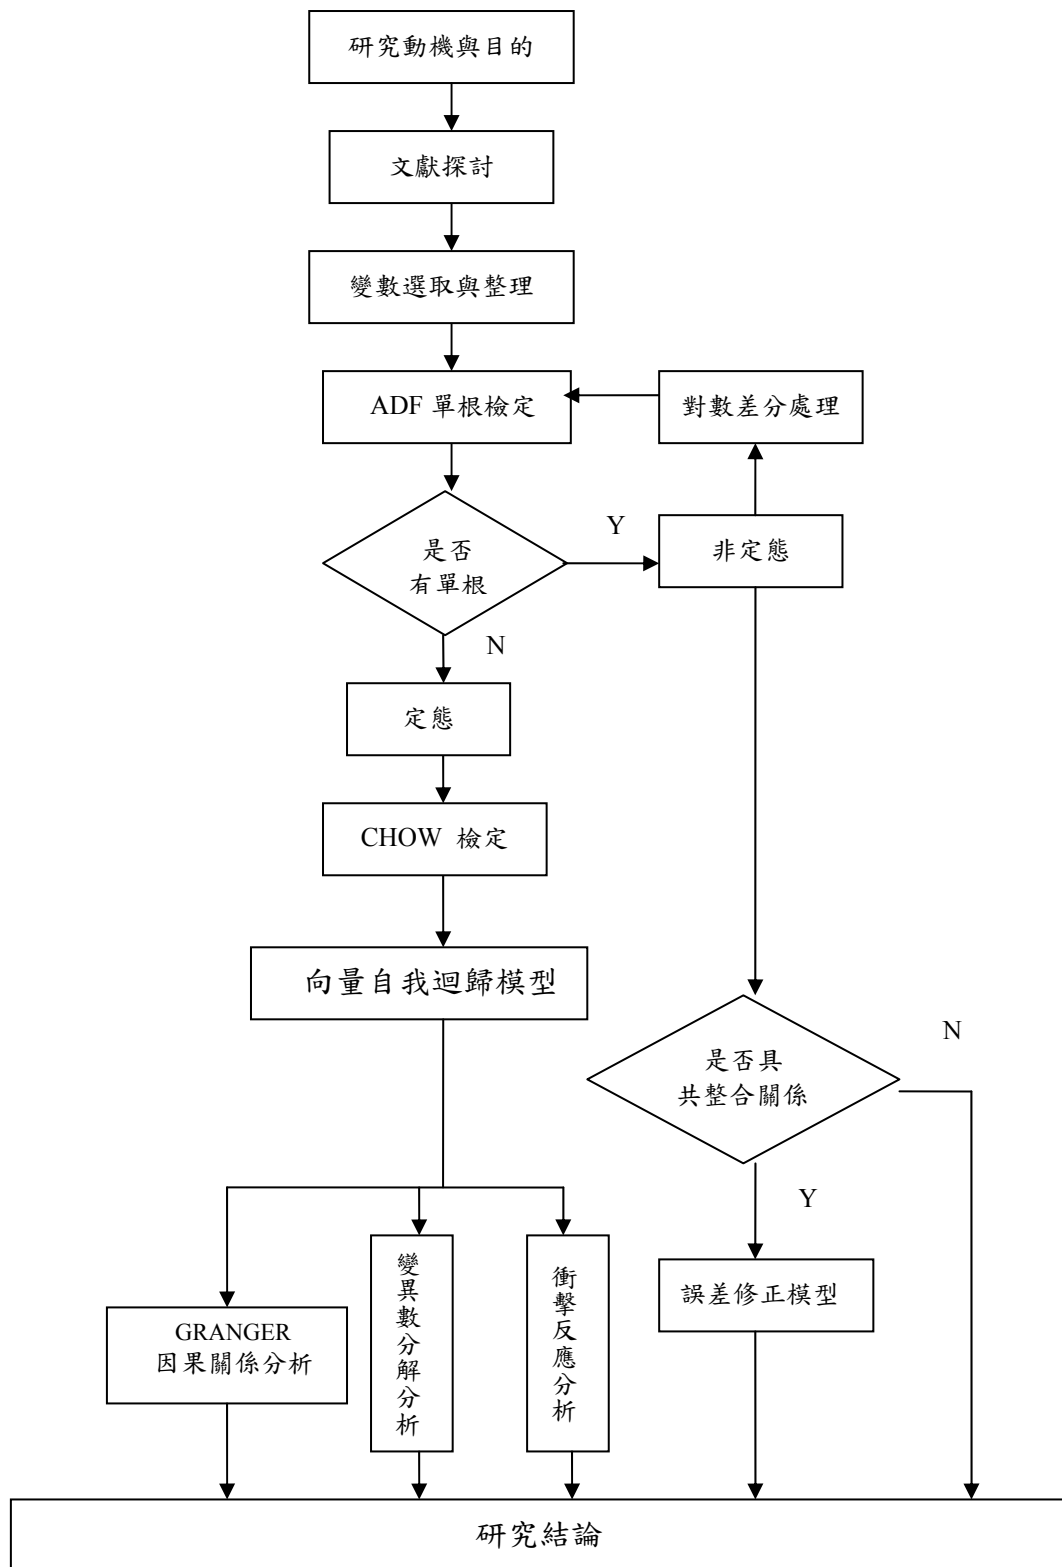 研究動機與目的
文獻探討
變數選取與整理
ADF 單根檢定
對數差分處理
是否
有單根
Y
非定態
N
定態
CHOW 檢定
向量自我迴歸模型
是否具
共整合關係
N
Y
GRANGER
因果關係分析
變異數分解分析
衝擊反應分析
誤差修正模型
研究結論